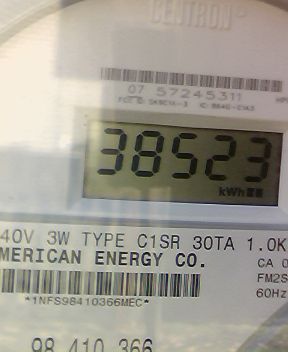 CENTRON®
07 57245311
38523
kWh
40V 3W TYPE C1SR 30TA 1.0K
MERICAN ENERGY CO.
CA 0
FM2S
60Hz
*1NFS98410366MEC*
98 410 366